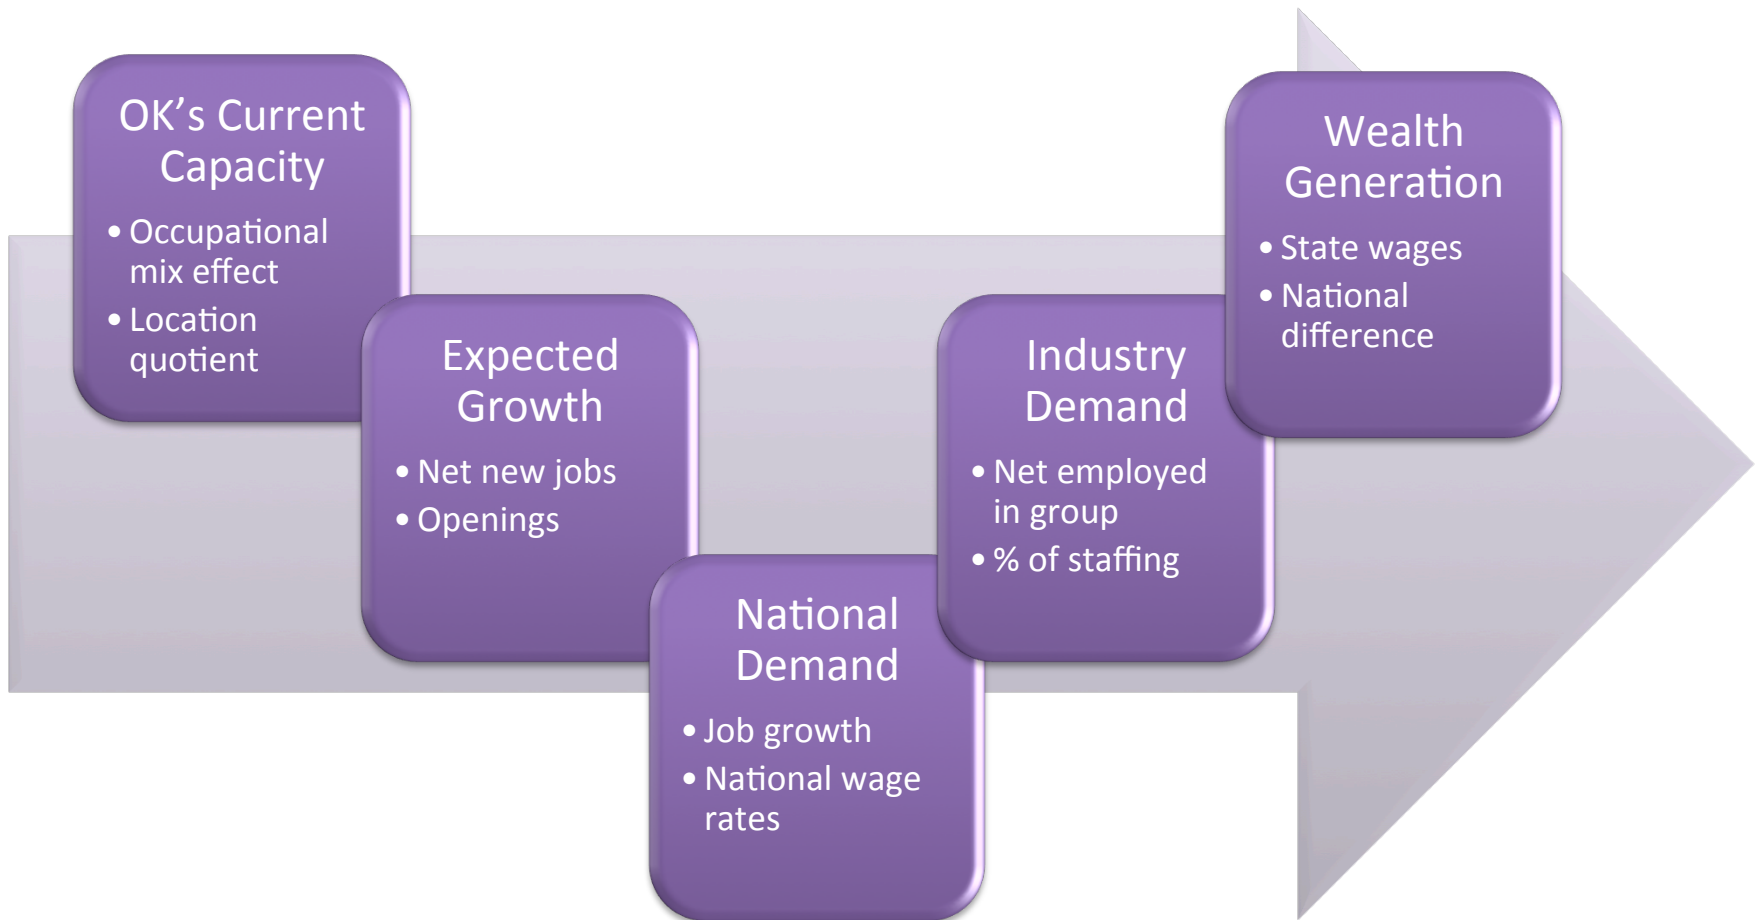 OK’s Current
Capacity
• Occupational
mix effect
• Location
quotient
Expected
Growth
• Net new jobs
• Openings
National
Demand
• Job growth
• National wage
rates
Industry
Demand
• Net employed
in group
• % of staffing
Wealth
Generation
• State wages
• National
difference